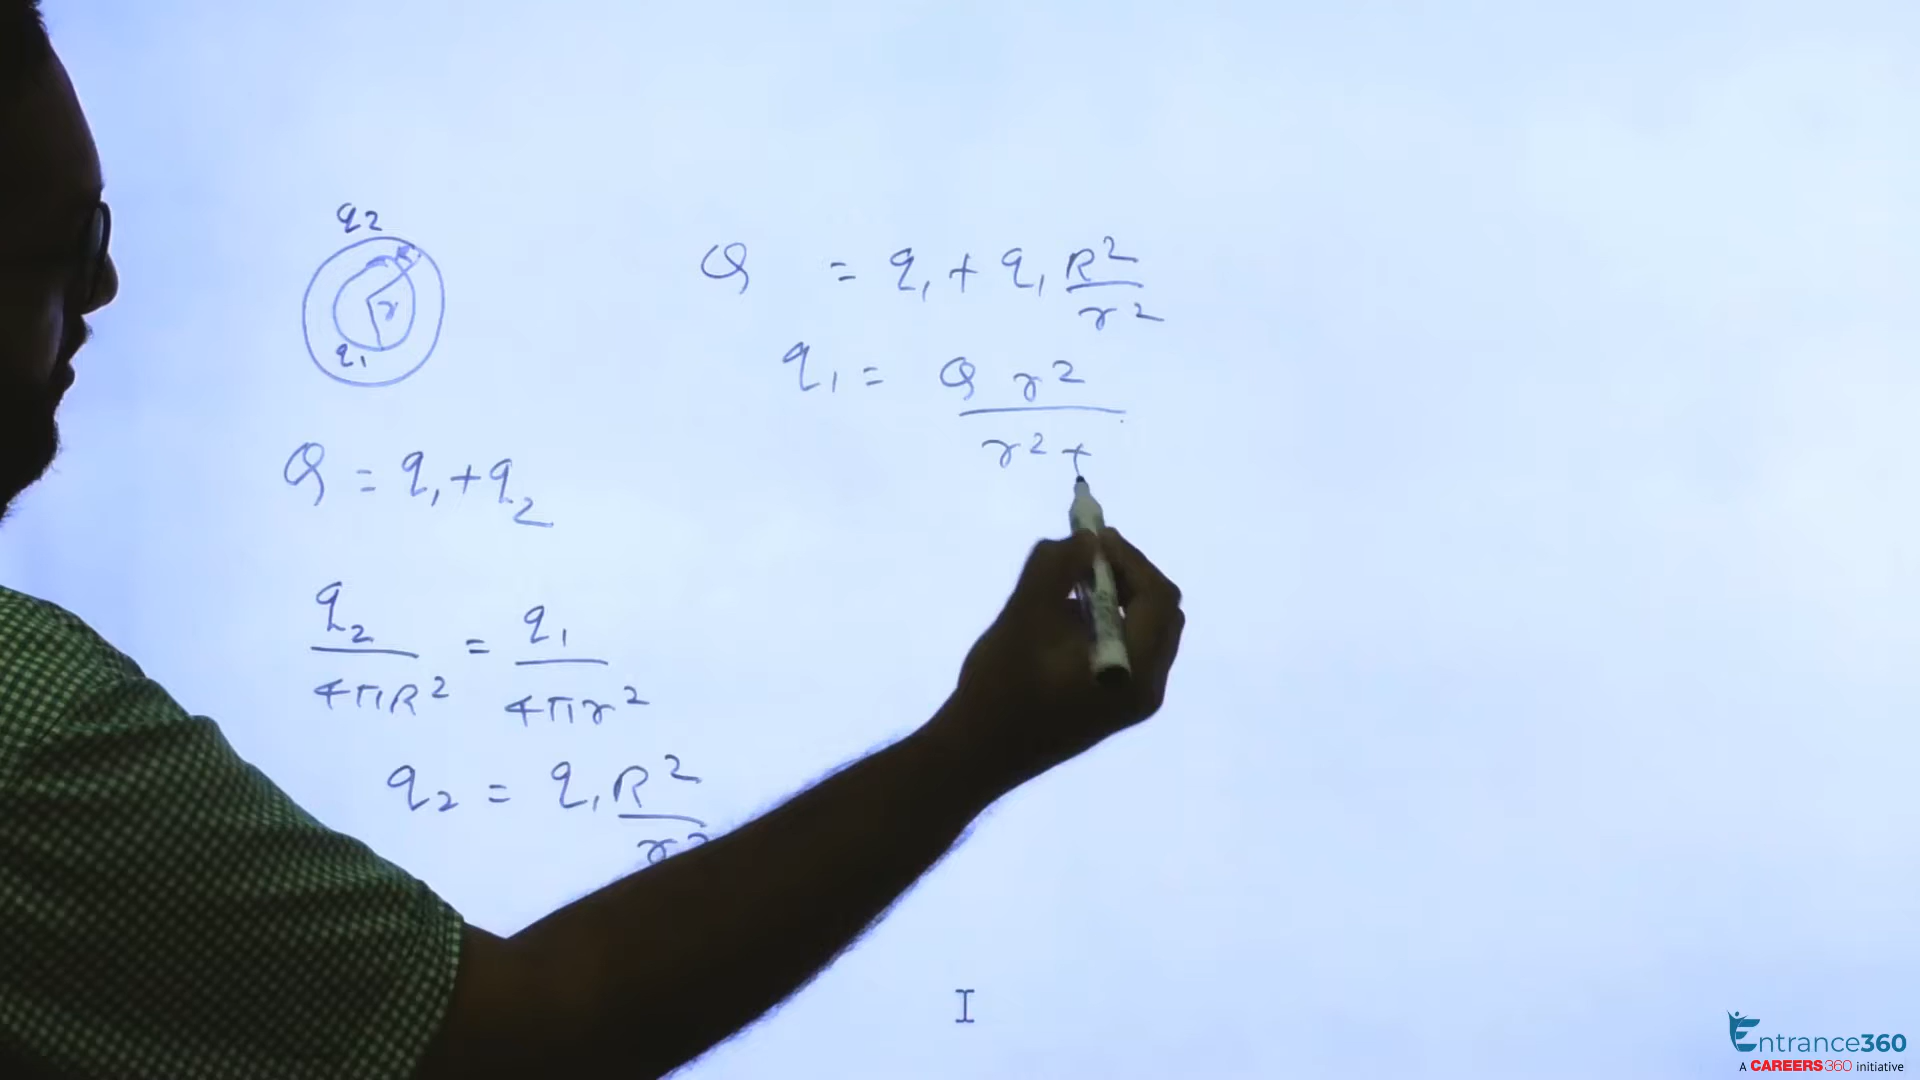 q2
r
q1
Q = q1 + q2
q2/4πR² = q1/4πr²
q2 = q1 R²/r²
Q = q1 + q1 R²/r²
q1 = Q r²/r² +
Entrance360
A CAREERS360 initiative